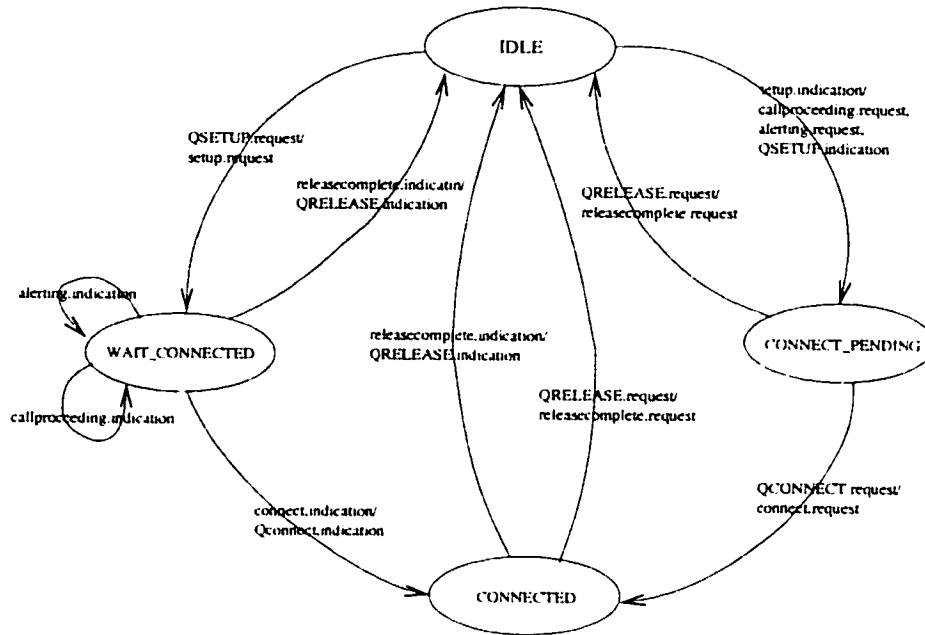 IDLE
setup.indication/
callproceeding.request,
alerting.request,
QSETUP.indication
QSETUP.request/
setup.request
releasecomplete.indicatin/
QRELEASE.indication
QRELEASE.request/
releasecomplete.request
alerting.indication
WAIT_CONNECTED
releasecomplete.indication/
QRELEASE.indication
CONNECT_PENDING
QRELEASE.request/
releasecomplete.request
callproceeding.indication
QCONNECT.request/
connect.request
connect.indication/
Qconnect.indication
CONNECTED